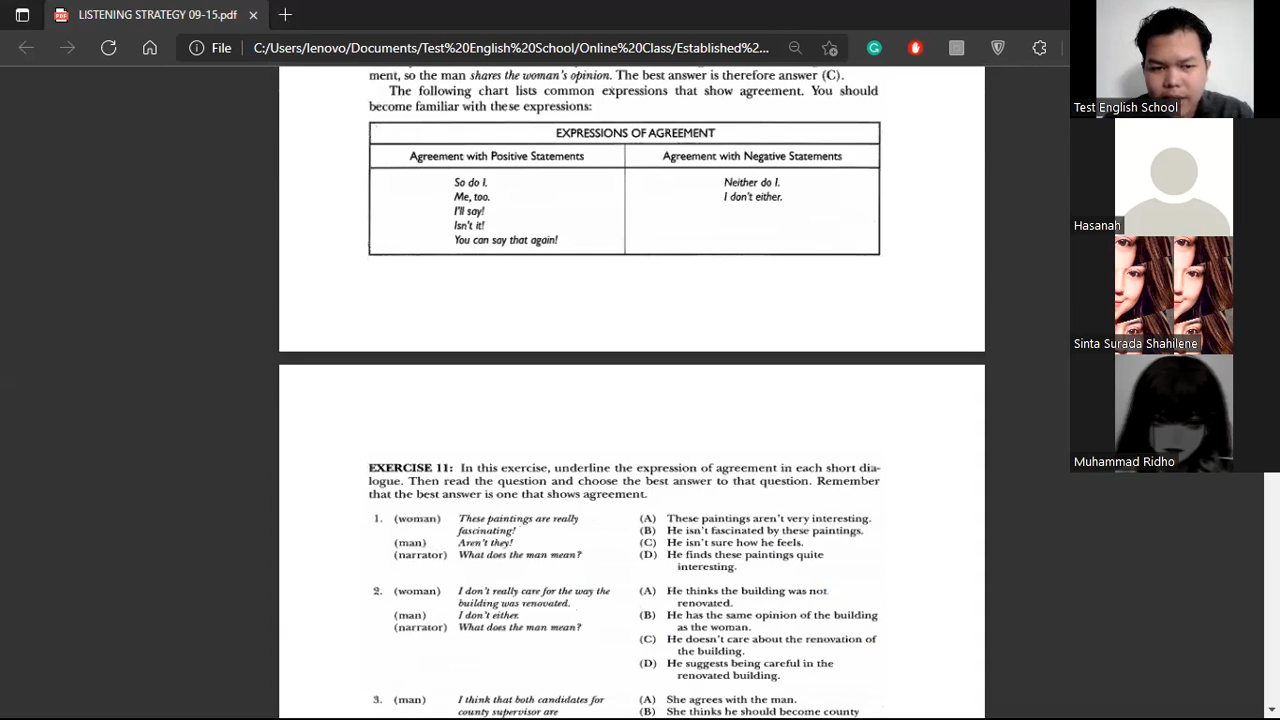 LISTENING STRATEGY 09-15.pdf
File
C:/Users/lenovo/Documents/Test%20English%20School/Online%20Class/Established%2...
ment, so the man shares the woman's opinion. The best answer is therefore answer (C).
The following chart lists common expressions that show agreement. You should
become familiar with these expressions:
EXPRESSIONS OF AGREEMENT
Agreement with Positive Statements
Agreement with Negative Statements
So do I.
Me, too.
I'll say!
Isn't it!
You can say that again!
Neither do I.
I don't either.
EXERCISE 11: In this exercise, underline the expression of agreement in each short dia-
logue. Then read the question and choose the best answer to that question. Remember
that the best answer is one that shows agreement.
1. (woman) These paintings are really
fascinating!
(man) Aren't they!
(narrator) What does the man mean?
(A) These paintings aren't very interesting.
(B) He isn't fascinated by these paintings.
(C) He isn't sure how he feels.
(D) He finds these paintings quite
interesting.
2. (woman) I don't really care for the way the
building was renovated.
(man) I don't either.
(narrator) What does the man mean?
(A) He thinks the building was not
renovated.
(B) He has the same opinion of the building
as the woman.
(C) He doesn't care about the renovation of
the building.
(D) He suggests being careful in the
renovated building.
3. (man) I think that both candidates for
county supervisor are
(A) She agrees with the man.
(B) She thinks he should become county
Test English School
Hasanah
Sinta Surada Shahilene
Muhammad Ridho